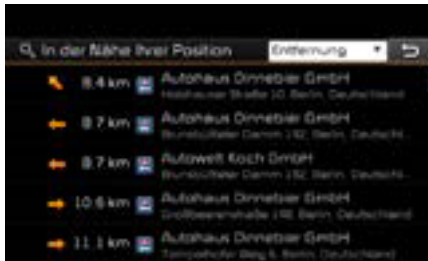 In der Nähe Ihrer Position Entfernung
8.4 km Autohaus Dinnebier GmbH
Holzhauser Straße 10, Berlin, Deutschland
8.7 km Autohaus Dinnebier GmbH
Brunsbütteler Damm 192, Berlin, Deutschl...
8.7 km Autowelt Koch GmbH
Brunsbütteler Damm 192, Berlin, Deutschl...
10.6 km Autohaus Dinnebier GmbH
Großbeerenstraße Berlin, Deutschland
11.1 km Autohaus Dinnebier GmbH
Tempelhofer Weg Berlin, Deutschland